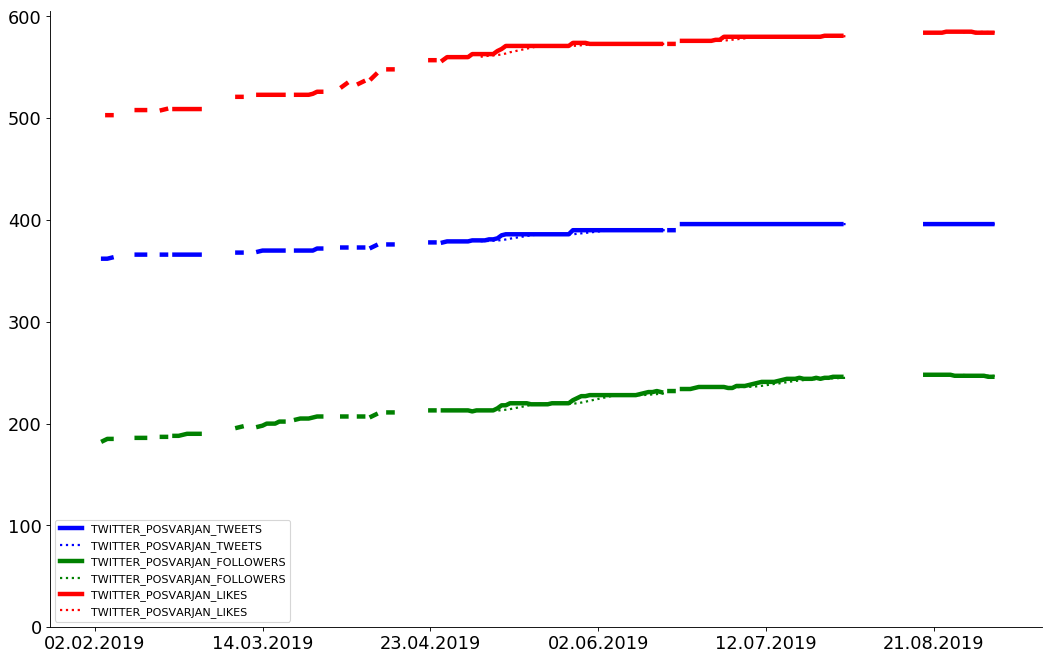 600
500
400
300
200
100
0
02.02.2019 14.03.2019 23.04.2019 02.06.2019 12.07.2019 21.08.2019
TWITTER_POSVARJAN_TWEETS
TWITTER_POSVARJAN_TWEETS
TWITTER_POSVARJAN_FOLLOWERS
TWITTER_POSVARJAN_FOLLOWERS
TWITTER_POSVARJAN_LIKES
TWITTER_POSVARJAN_LIKES